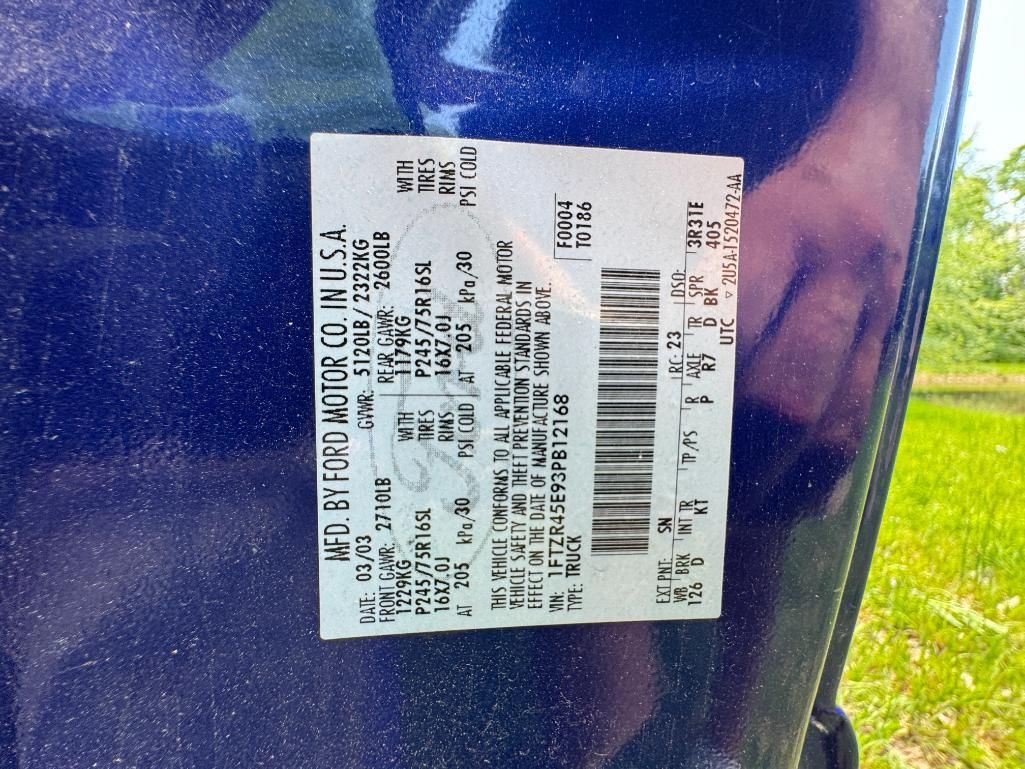 MFD. BY FORD MOTOR CO. IN U.S.A.
DATE: 03/03 GVWR: 5120LB / 2322KG
FRONT GAWR: 2710LB REAR GAWR: 2600LB
1229KG WITH 1179KG WITH
P245/75R16SL TIRES P245/75R16SL TIRES
16X7.0J RIMS 16X7.0J RIMS
AT 205 kPa/30 PSI COLD AT 205 kPa/30 PSI COLD
THIS VEHICLE CONFORMS TO ALL APPLICABLE FEDERAL MOTOR
VEHICLE SAFETY AND THEFT PREVENTION STANDARDS IN
EFFECT ON THE DATE OF MANUFACTURE SHOWN ABOVE.
VIN: 1FTZR45E93PB12168 F0004
TYPE: TRUCK T0186
EXT PNT: SN RC: 23 DSO:
WB BRK INT TR TP/PS R AXLE TR SPR 3R31E
126 D KT P R7 D BK 405
UTC ▿ 2U5A-1520472-AA